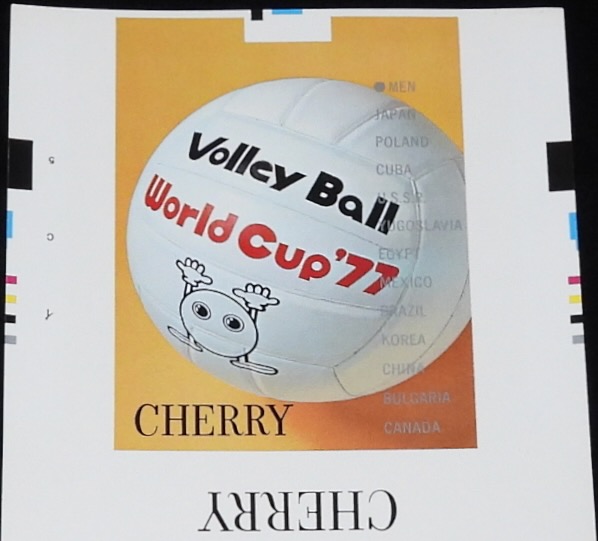 Volley Ball
World Cup '77
● MEN
JAPAN
POLAND
CUBA
U.S.S.R.
YUGOSLAVIA
EGYPT
MEXICO
BRAZIL
KOREA
CHINA
BULGARIA
CANADA
CHERRY
CHERRY
5
C
Y